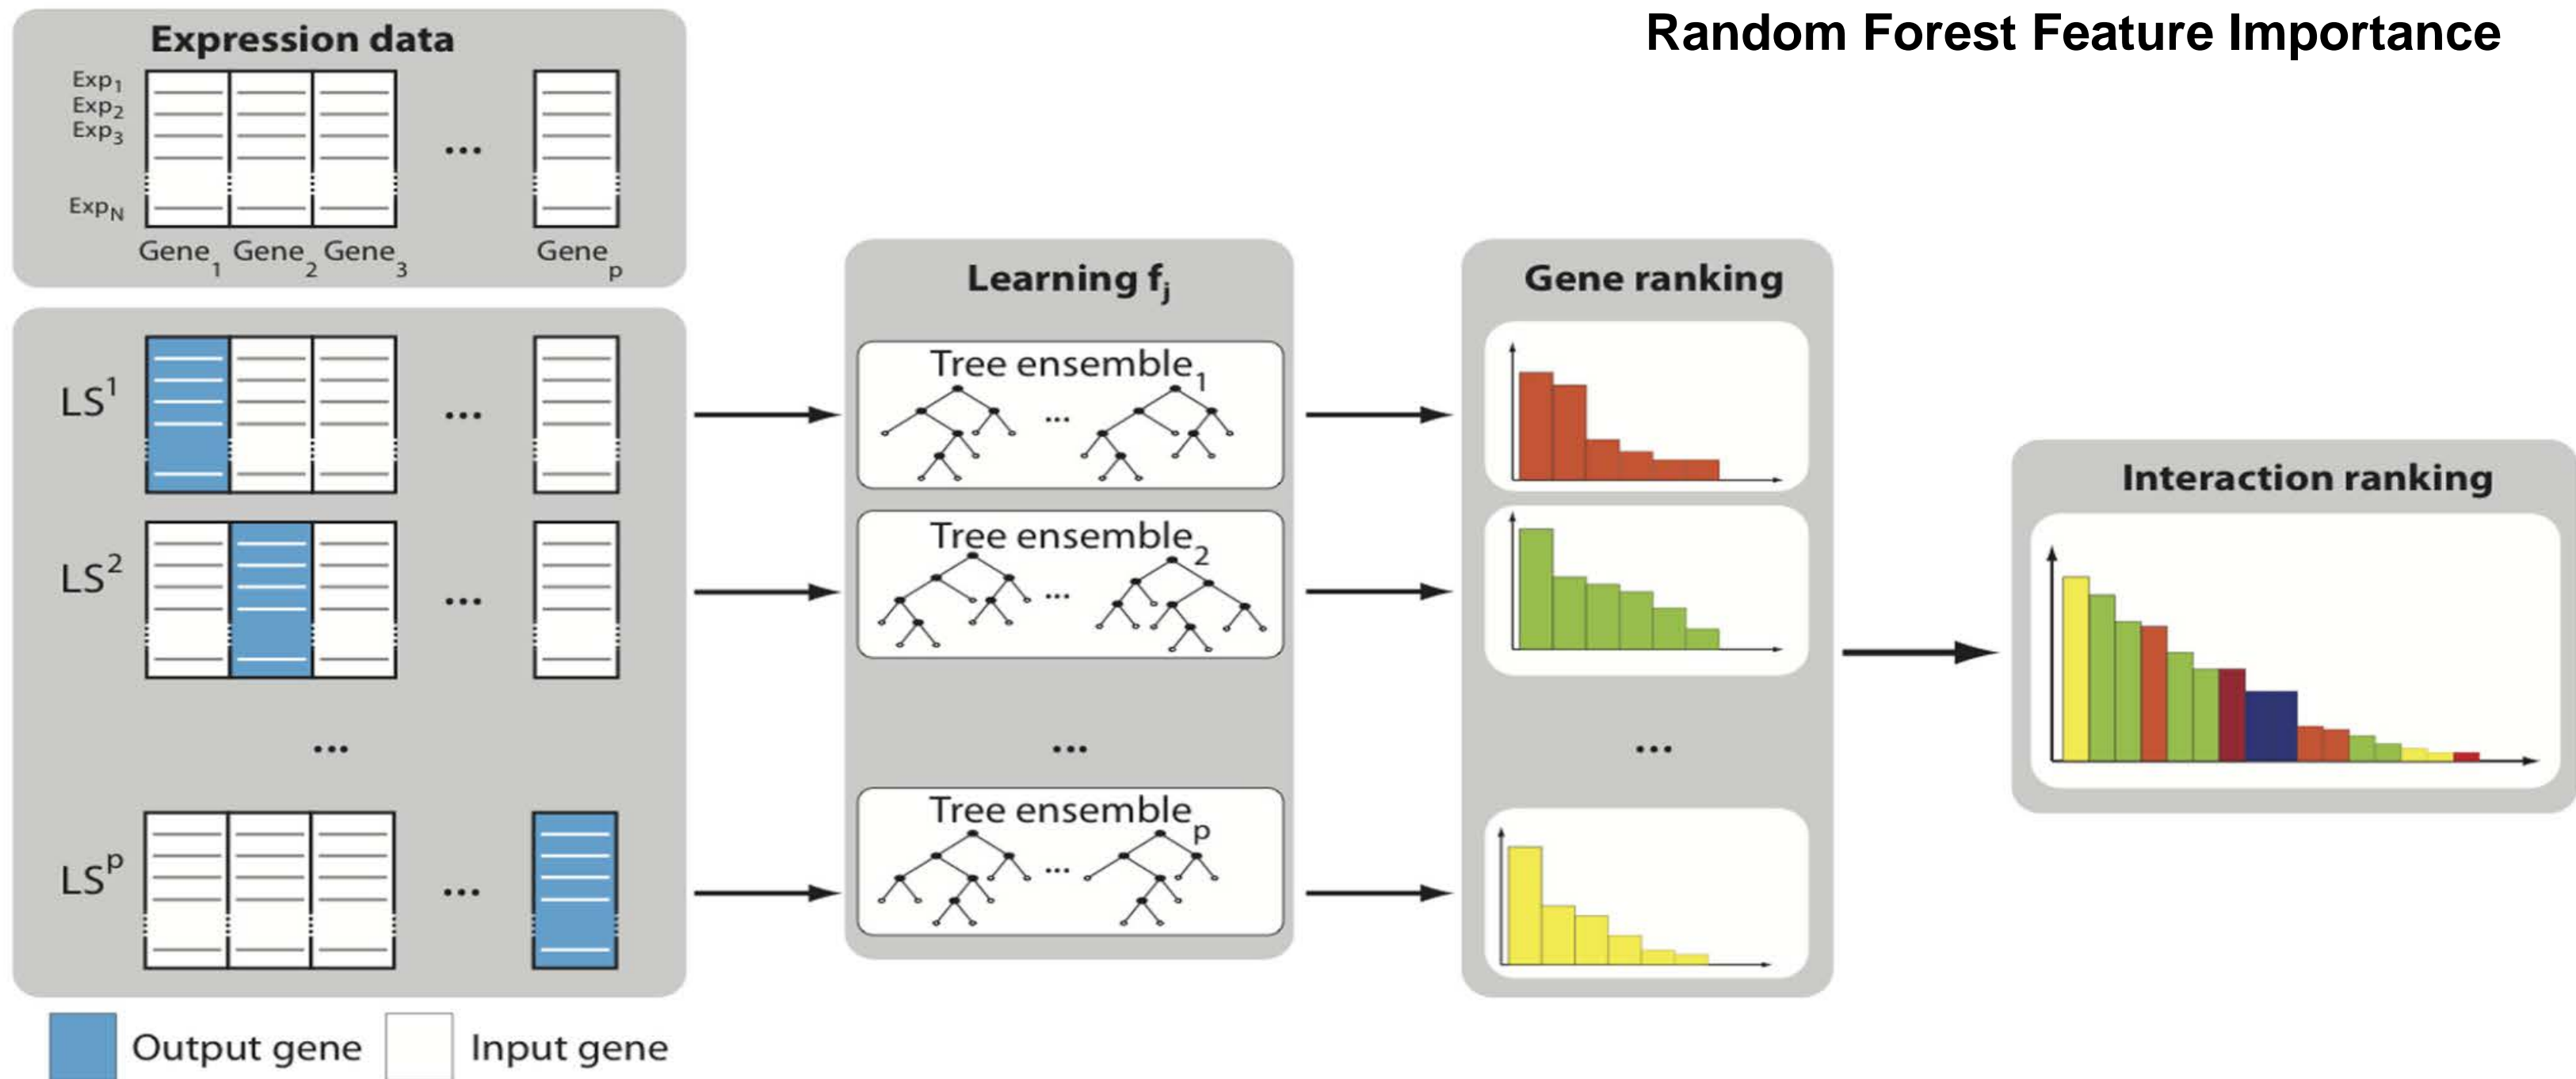 Random Forest Feature Importance
Expression data
Exp1
Exp2
Exp3
...
ExpN
Gene1 Gene2 Gene3 Genep
LS1
...
LS2
...
...
LSp
...
Output gene Input gene
Learning fj
Tree ensemble1
...
Tree ensemble2
...
...
Tree ensemblep
...
Gene ranking
...
Interaction ranking